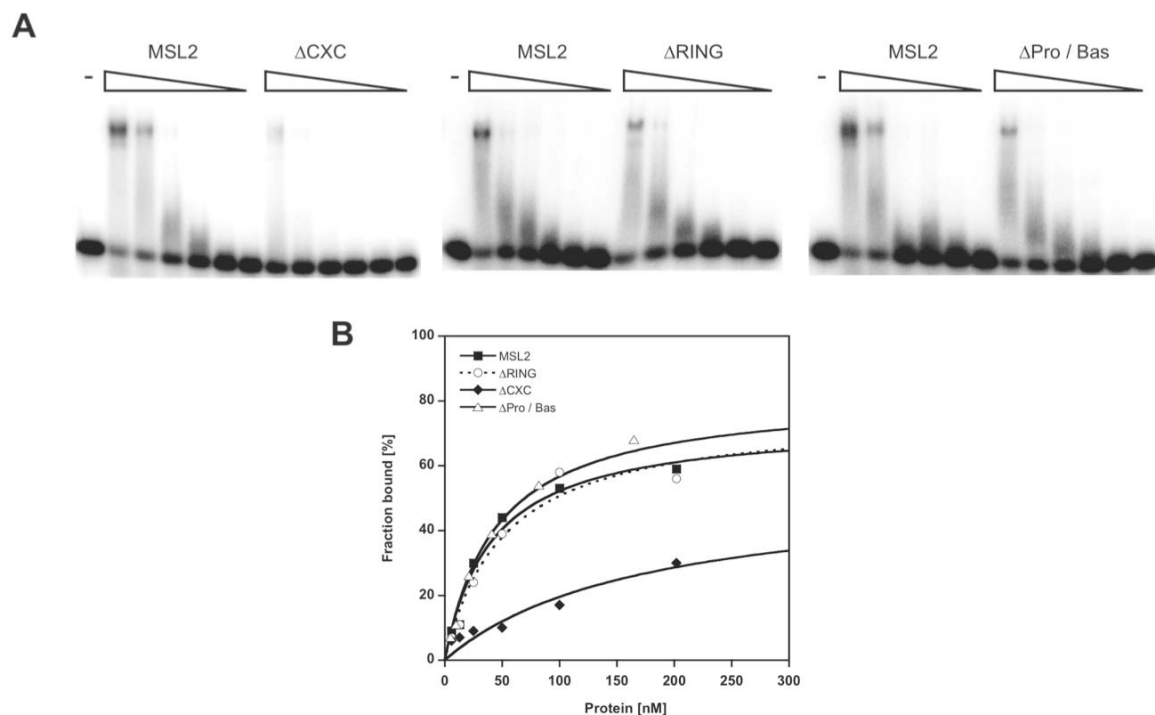 A
MSL2 ΔCXC MSL2 ΔRING MSL2 ΔPro / Bas
- - -
B
100
80
60
40
20
0
Fraction bound [%]
MSL2
ΔRING
ΔCXC
ΔPro / Bas
0 50 100 150 200 250 300
Protein [nM]